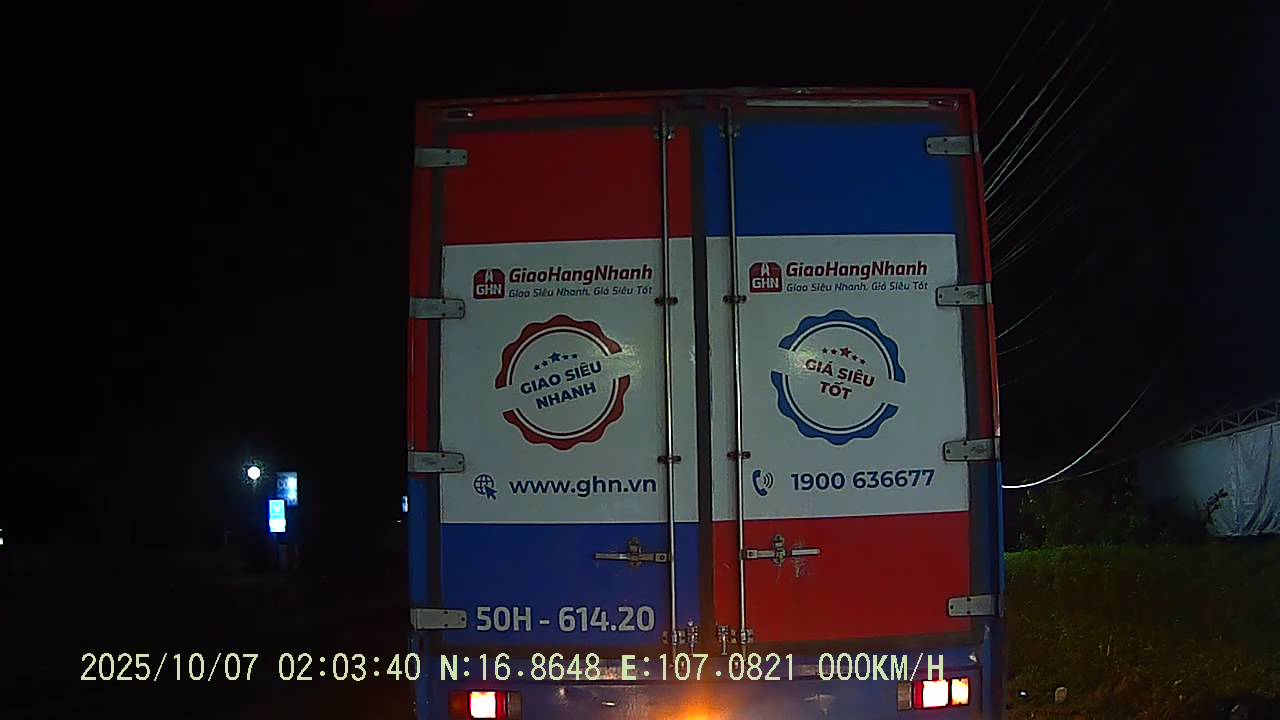 GHN GiaoHangNhanh
Giao Siêu Nhanh, Giá Siêu Tốt
GIAO SIÊU
NHANH
www.ghn.vn
50H - 614.20
GHN GiaoHangNhanh
Giao Siêu Nhanh, Giá Siêu Tốt
GIÁ SIÊU
TỐT
1900 636677
2025/10/07 02:03:40 N:16.8648 E:107.0821 000KM/H